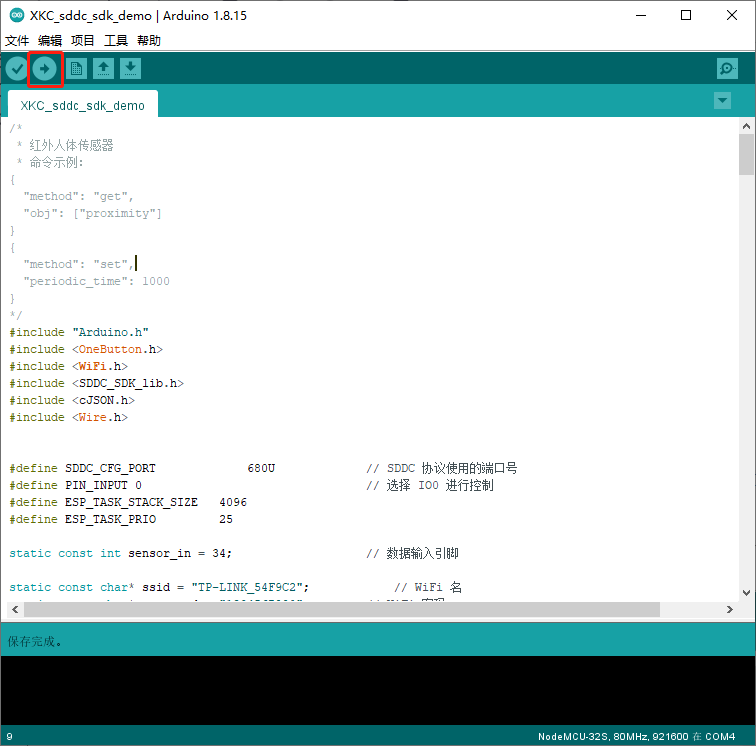 XKC_sddc_sdk_demo | Arduino 1.8.15
文件 编辑 项目 工具 帮助
XKC_sddc_sdk_demo
/*
* 红外人体传感器
* 命令示例:
{
"method": "get",
"obj": ["proximity"]
}
{
"method": "set",
"periodic_time": 1000
}
*/
#include "Arduino.h"
#include <OneButton.h>
#include <WiFi.h>
#include <SDDC_SDK_lib.h>
#include <cJSON.h>
#include <Wire.h>
#define SDDC_CFG_PORT 680U // SDDC 协议使用的端口号
#define PIN_INPUT 0 // 选择 IO0 进行控制
#define ESP_TASK_STACK_SIZE 4096
#define ESP_TASK_PRIO 25
static const int sensor_in = 34; // 数据输入引脚
static const char* ssid = "TP-LINK_54F9C2"; // WiFi 名
保存完成。
9 NodeMCU-32S, 80MHz, 921600 在 COM4